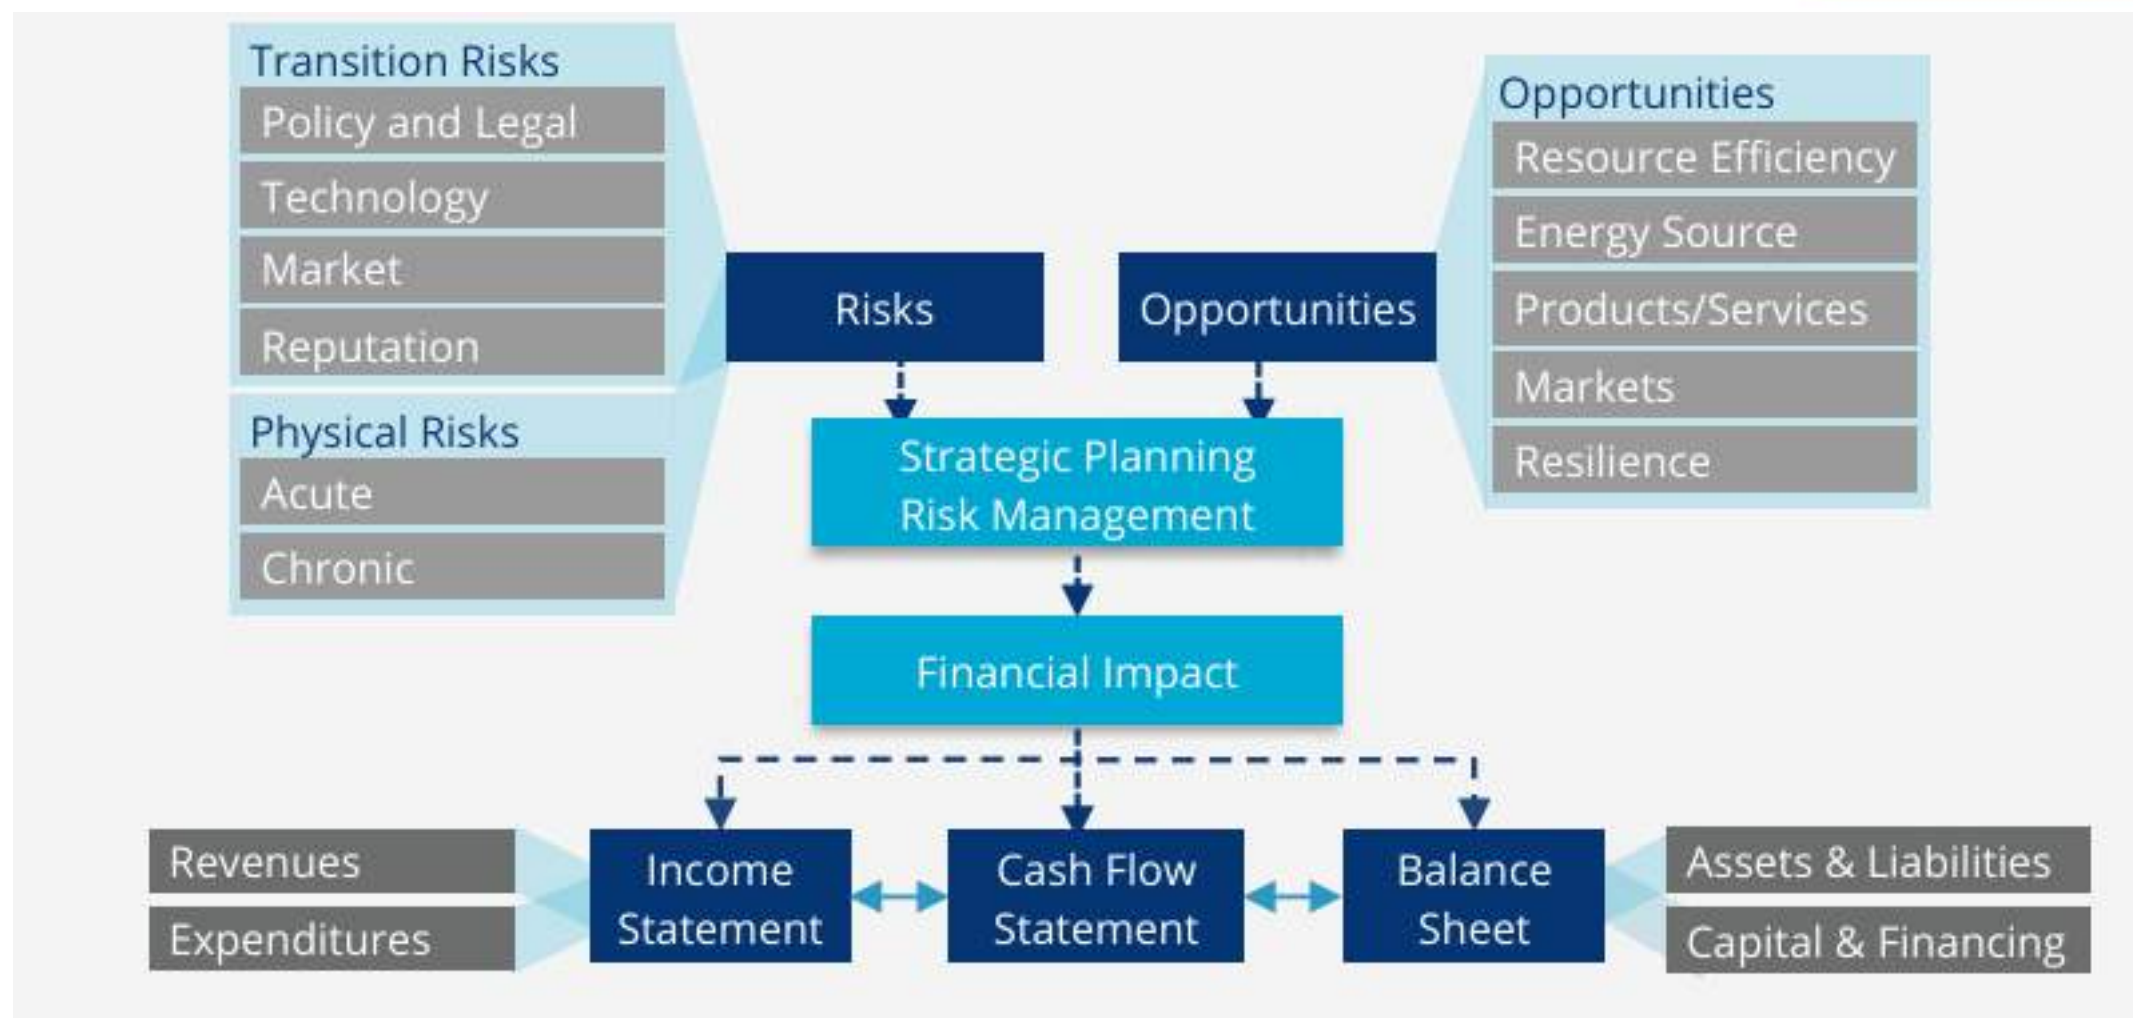 Transition Risks
Policy and Legal
Technology
Market
Reputation
Physical Risks
Acute
Chronic
Risks
Opportunities
Opportunities
Resource Efficiency
Energy Source
Products/Services
Markets
Resilience
Strategic Planning
Risk Management
Financial Impact
Revenues
Expenditures
Income
Statement
Cash Flow
Statement
Balance
Sheet
Assets & Liabilities
Capital & Financing